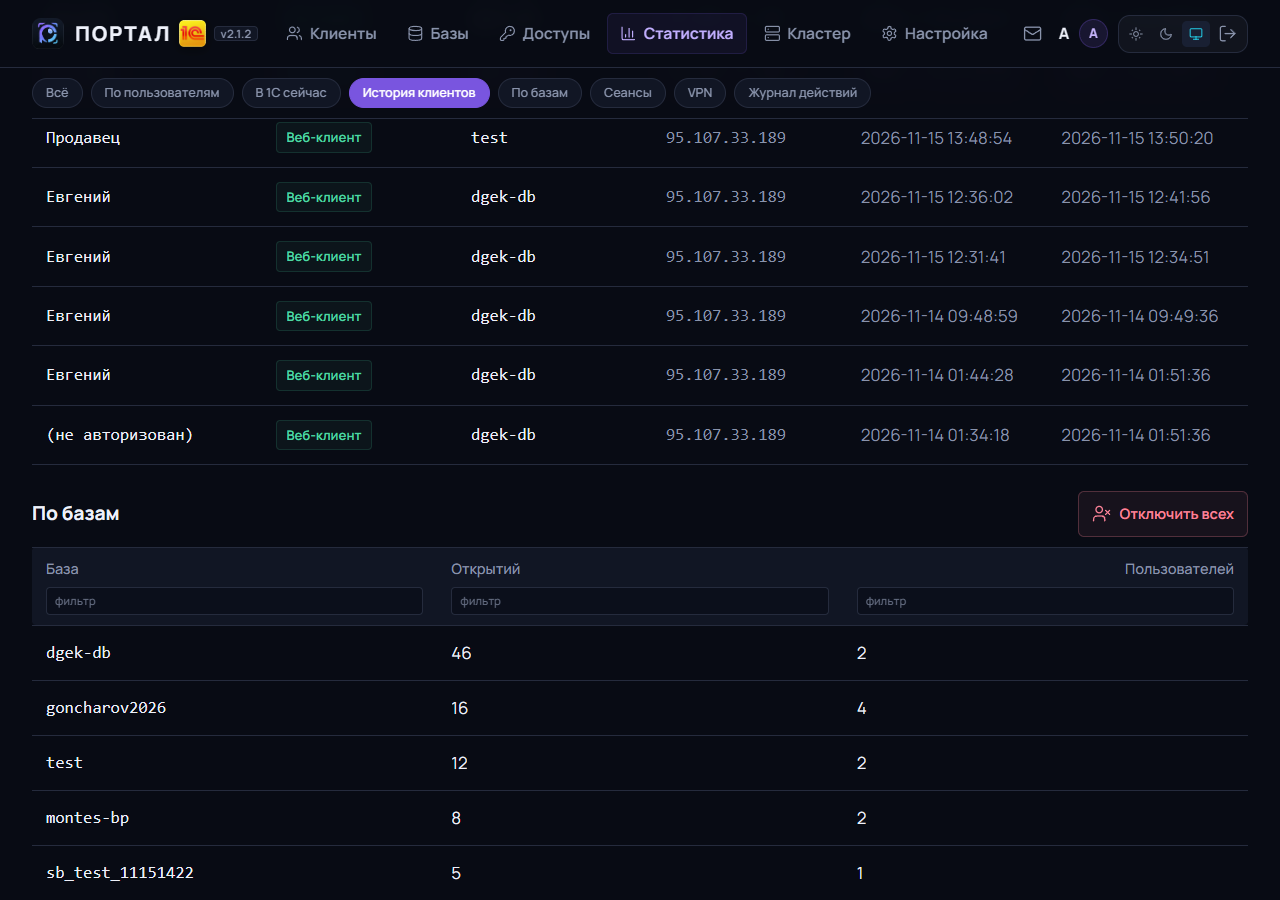 ПОРТАЛ 1С v2.1.2 Клиенты Базы Доступы Статистика Кластер Настройка A A
Всё По пользователям В 1С сейчас История клиентов По базам Сеансы VPN Журнал действий
Продавец Веб-клиент test 95.107.33.189 2026-11-15 13:48:54 2026-11-15 13:50:20
Евгений Веб-клиент dgek-db 95.107.33.189 2026-11-15 12:36:02 2026-11-15 12:41:56
Евгений Веб-клиент dgek-db 95.107.33.189 2026-11-15 12:31:41 2026-11-15 12:34:51
Евгений Веб-клиент dgek-db 95.107.33.189 2026-11-14 09:48:59 2026-11-14 09:49:36
Евгений Веб-клиент dgek-db 95.107.33.189 2026-11-14 01:44:28 2026-11-14 01:51:36
(не авторизован) Веб-клиент dgek-db 95.107.33.189 2026-11-14 01:34:18 2026-11-14 01:51:36
По базам Отключить всех
База Открытий Пользователей
фильтр фильтр фильтр
dgek-db 46 2
goncharov2026 16 4
test 12 2
montes-bp 8 2
sb_test_11151422 5 1